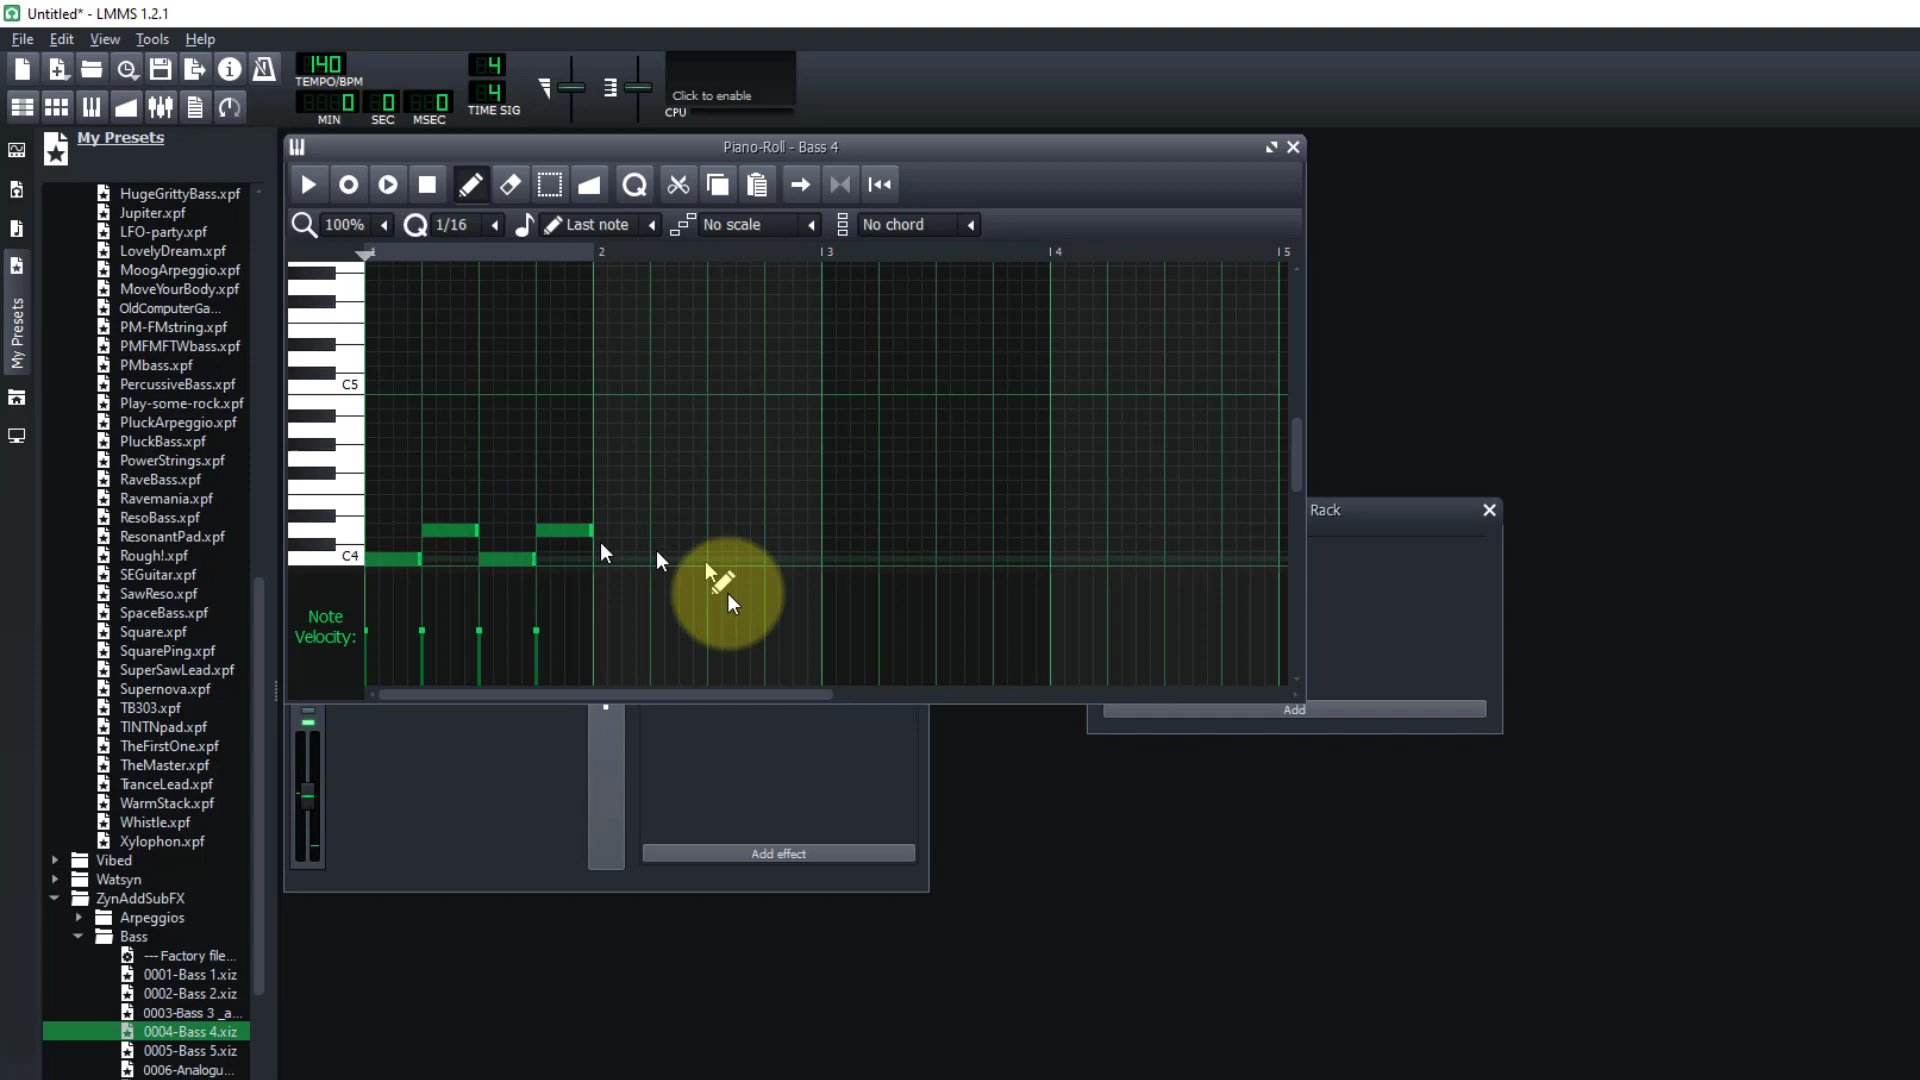 Untitled* - LMMS 1.2.1
File Edit View Tools Help
140
TEMPO/BPM
0 0 0
MIN SEC MSEC
4
4
TIME SIG
Click to enable
CPU
My Presets
My Presets
HugeGrittyBass.xpf
Jupiter.xpf
LFO-party.xpf
LovelyDream.xpf
MoogArpeggio.xpf
MoveYourBody.xpf
OldComputerGa...
PM-FMstring.xpf
PMFMFTWbass.xpf
PMbass.xpf
PercussiveBass.xpf
Play-some-rock.xpf
PluckArpeggio.xpf
PluckBass.xpf
PowerStrings.xpf
RaveBass.xpf
Ravemania.xpf
ResoBass.xpf
ResonantPad.xpf
Rough!.xpf
SEGuitar.xpf
SawReso.xpf
SpaceBass.xpf
Square.xpf
SquarePing.xpf
SuperSawLead.xpf
Supernova.xpf
TB303.xpf
TINTNpad.xpf
TheFirstOne.xpf
TheMaster.xpf
TranceLead.xpf
WarmStack.xpf
Whistle.xpf
Xylophon.xpf
Vibed
Watsyn
ZynAddSubFX
Arpeggios
Bass
--- Factory file...
0001-Bass 1.xiz
0002-Bass 2.xiz
0003-Bass 3 _a...
0004-Bass 4.xiz
0005-Bass 5.xiz
0006-Analogu...
Piano-Roll - Bass 4
100% 1/16 Last note No scale No chord
1 2 3 4 5
C5
C4
Note
Velocity:
Rack
Add
Add effect